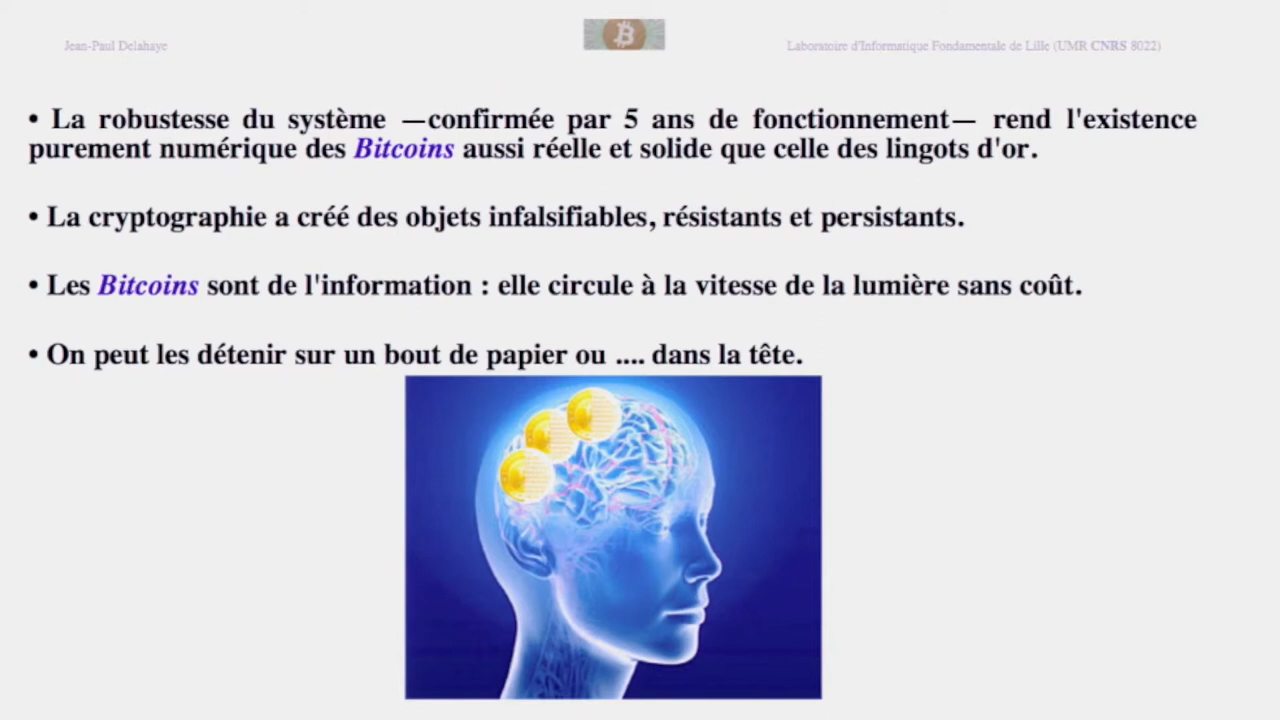 Jean-Paul Delahaye
Laboratoire d'Informatique Fondamentale de Lille (UMR CNRS 8022)
• La robustesse du système —confirmée par 5 ans de fonctionnement— rend l'existence
purement numérique des Bitcoins aussi réelle et solide que celle des lingots d'or.
• La cryptographie a créé des objets infalsifiables, résistants et persistants.
• Les Bitcoins sont de l'information : elle circule à la vitesse de la lumière sans coût.
• On peut les détenir sur un bout de papier ou .... dans la tête.